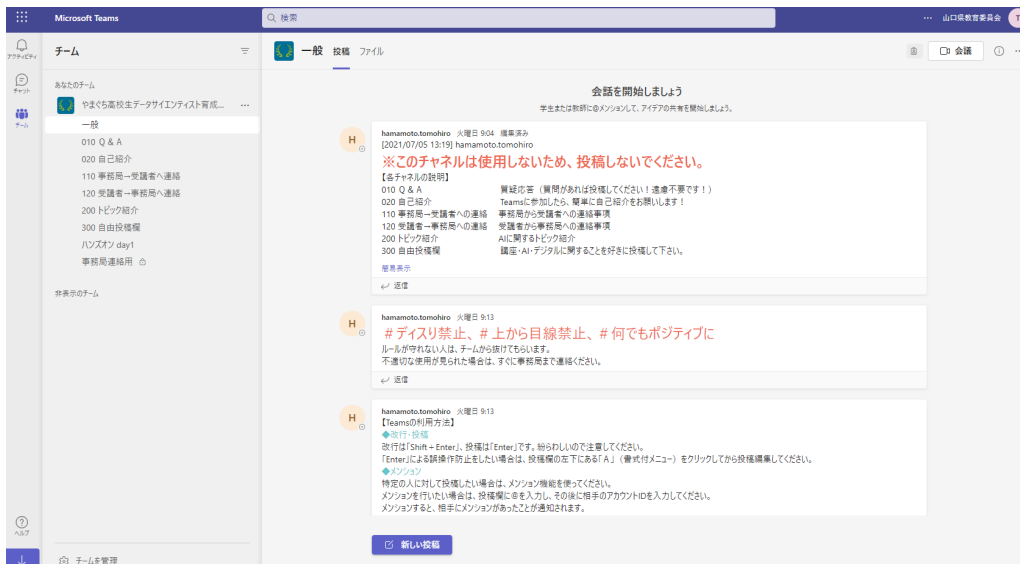 Microsoft Teams
検索
山口県教育委員会
T
アクティビティ
チャット
チーム
ヘルプ
チーム
あなたのチーム
やまぐち高校生データサイエンティスト育成...
一般
010 Q & A
020 自己紹介
110 事務局→受講者へ連絡
120 受講者→事務局へ連絡
200 トピック紹介
300 自由投稿欄
ハンズオン day1
事務局連絡用
非表示のチーム
チームを管理
一般 投稿 ファイル
会議
会話を開始しましょう
学生または教師に@メンションして、アイデアの共有を開始しましょう。
H
hamamoto.tomohiro 火曜日 9:04 編集済み
[2021/07/05 13:19] hamamoto.tomohiro
※このチャネルは使用しないため、投稿しないでください。
【各チャネルの説明】
010 Q & A 質疑応答（質問があれば投稿してください！遠慮不要です！）
020 自己紹介 Teamsに参加したら、簡単に自己紹介をお願いします！
110 事務局→受講者への連絡 事務局から受講者への連絡事項
120 受講者→事務局への連絡 受講者から事務局への連絡事項
200 トピック紹介 AIに関するトピック紹介
300 自由投稿欄 講座・AI・デジタルに関することを好きに投稿して下さい。
簡易表示
返信
H
hamamoto.tomohiro 火曜日 9:13
#ディスり禁止、#上から目線禁止、#何でもポジティブに
ルールが守れない人は、チームから抜けてもらいます。
不適切な使用が見られた場合は、すぐに事務局まで連絡ください。
返信
H
hamamoto.tomohiro 火曜日 9:13
【Teamsの利用方法】
◆改行・投稿
改行は「Shift+Enter」、投稿は「Enter」です。紛らわしいので注意してください。
「Enter」による誤操作防止をしたい場合は、投稿欄の左下にある「A」（書式付メニュー）をクリックしてから投稿編集してください。
◆メンション
特定の人に対して投稿したい場合は、メンション機能を使ってください。
メンションを行いたい場合は、投稿欄に@を入力し、その後に相手のアカウントIDを入力してください。
メンションすると、相手にメンションがあったことが通知されます。
新しい投稿